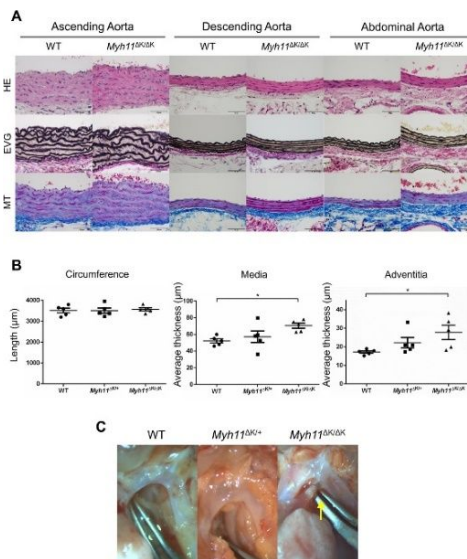 A
Ascending Aorta Descending Aorta Abdominal Aorta
WT Myh11ΔK/ΔK WT Myh11ΔK/ΔK WT Myh11ΔK/ΔK
HE
EVG
MT
B
Circumference
Length (μm)
4000
3000
2000
1000
0
WT Myh11ΔK/+ Myh11ΔK/ΔK
Media
Average thickness (μm)
100
80
60
40
20
0
*
WT Myh11ΔK/+ Myh11ΔK/ΔK
Adventitia
Average thickness (μm)
50
40
30
20
10
0
*
WT Myh11ΔK/+ Myh11ΔK/ΔK
C
WT Myh11ΔK/+ Myh11ΔK/ΔK